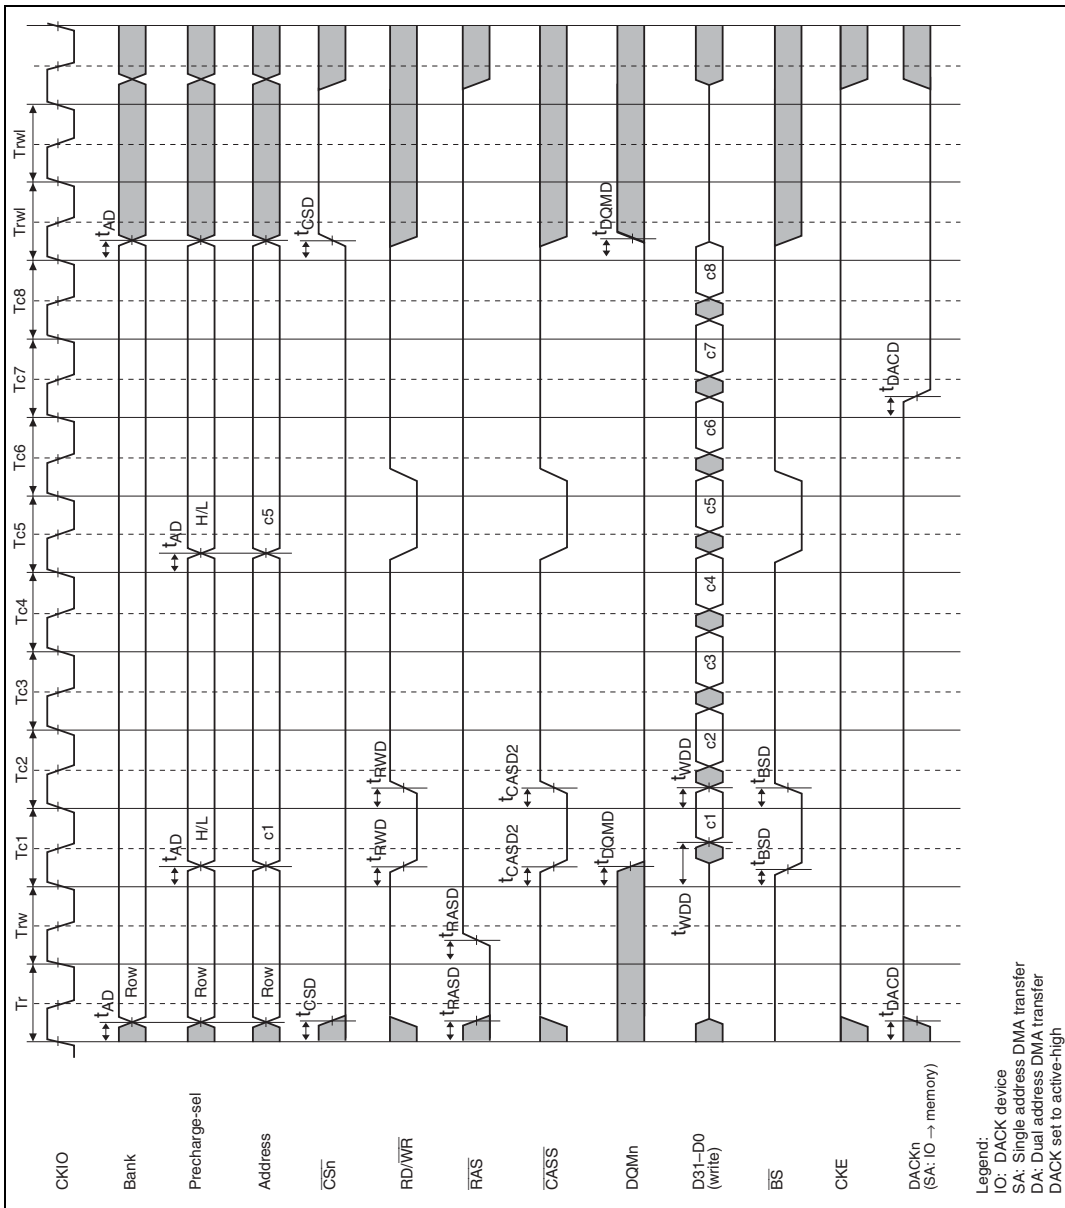 Tr
Trw
Tc1
Tc2
Tc3
Tc4
Tc5
Tc6
Tc7
Tc8
Trwl
Trwl
CKIO
Bank
tAD
Row
tAD
Precharge-sel
Row
tAD
H/L
tAD
H/L
Address
Row
c1
c5
CSn
tCSD
tCSD
RD/WR
tRWD
tRWD
RAS
tRASD
tRASD
CASS
tCASD2
tCASD2
DQMn
tDQMD
tDQMD
D31–D0
(write)
tWDD
tWDD
c1
c2
c3
c4
c5
c6
c7
c8
BS
tBSD
tBSD
CKE
DACKn
(SA: IO → memory)
tDACD
tDACD
Legend:
IO: DACK device
SA: Single address DMA transfer
DA: Dual address DMA transfer
DACK set to active-high